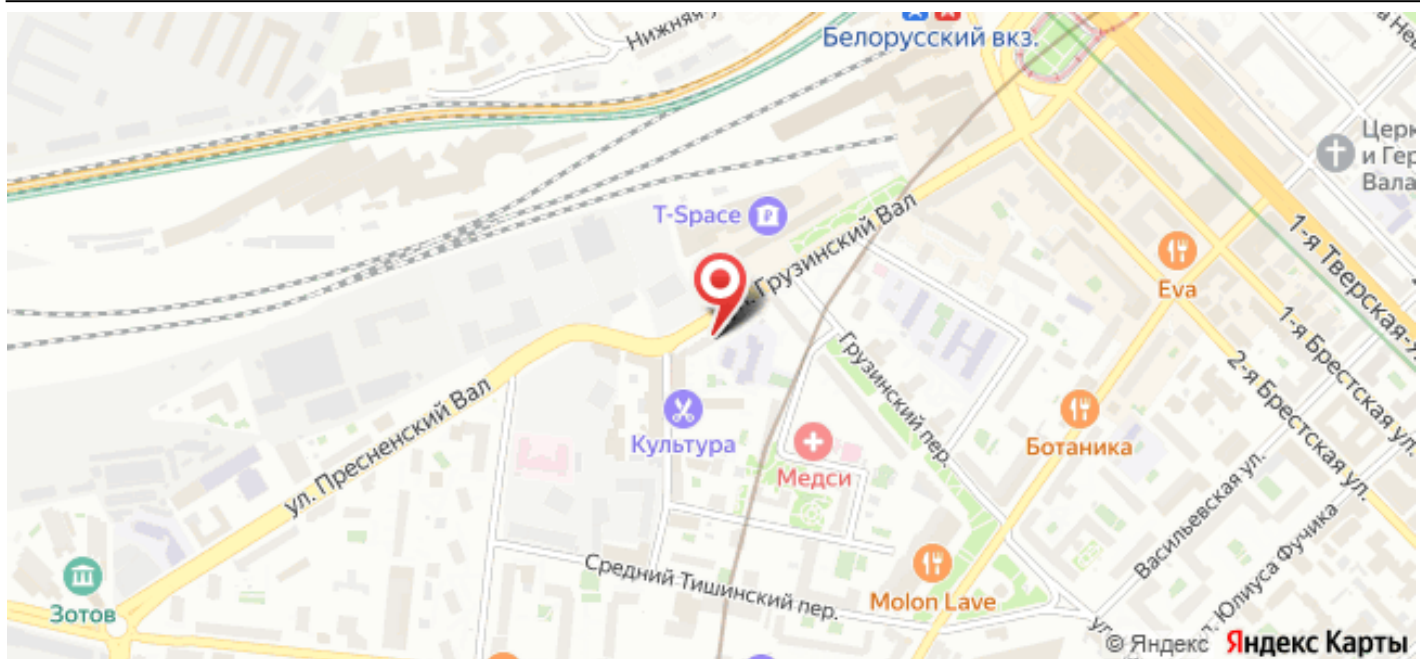 Нижняя
Белорусский вкз.
Церк
и Гер
Вала
T-Space
Грузинский Вал
1-я Тверская-Я
Eva
1-я Брестская ул.
2-я Брестская ул.
Грузинский пер.
ул. Пресненский Вал
Культура
Ботаника
Медси
Васильевская ул.
Юлиуса Фучика
Средний Тишинский пер.
Зотов
Molon Lave
© Яндекс Яндекс Карты